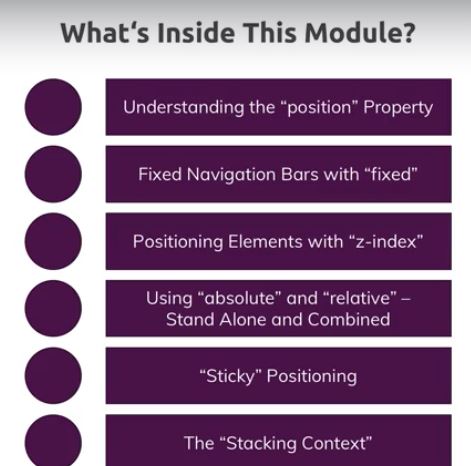 What‘s Inside This Module?
Understanding the “position” Property
Fixed Navigation Bars with “fixed”
Positioning Elements with “z-index”
Using “absolute” and “relative” –
Stand Alone and Combined
“Sticky” Positioning
The “Stacking Context”